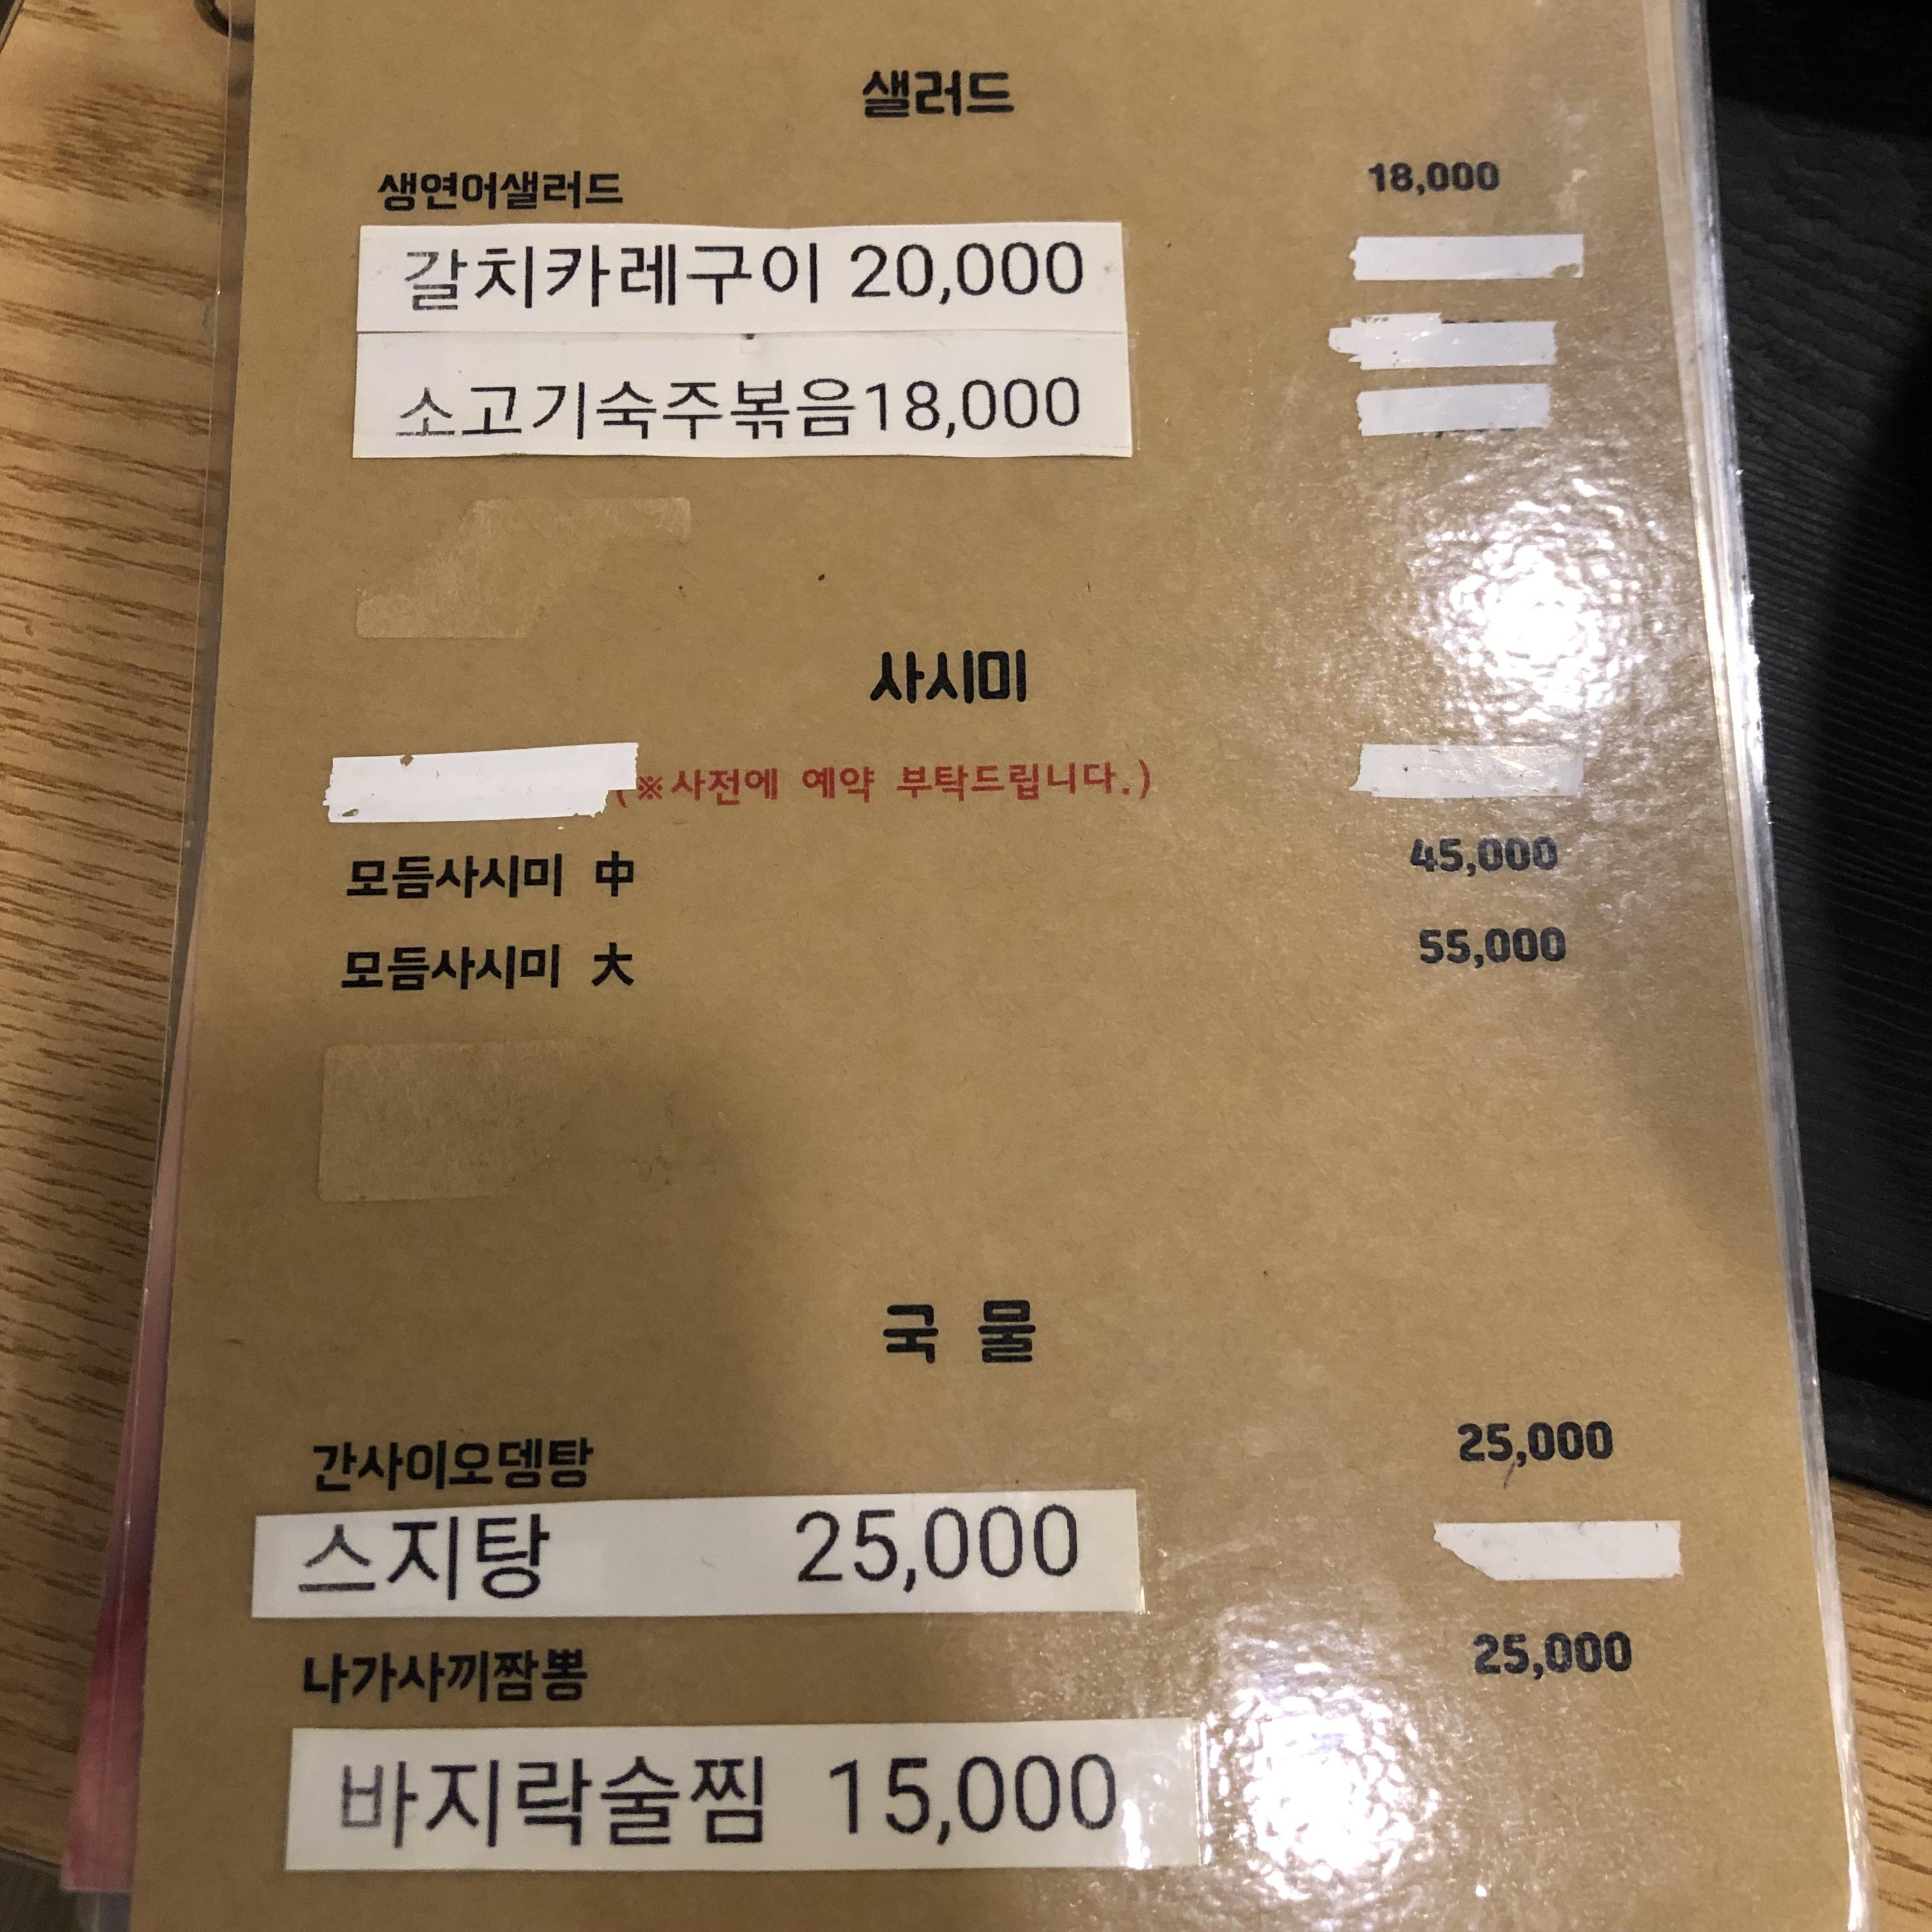 샐러드
생연어샐러드 18,000
갈치카레구이 20,000
소고기숙주볶음18,000
사시미
(※사전에 예약 부탁드립니다.)
모듬사시미 中 45,000
모듬사시미 大 55,000
국 물
간사이오뎅탕 25,000
스지탕 25,000
나가사끼짬뽕 25,000
바지락술찜 15,000